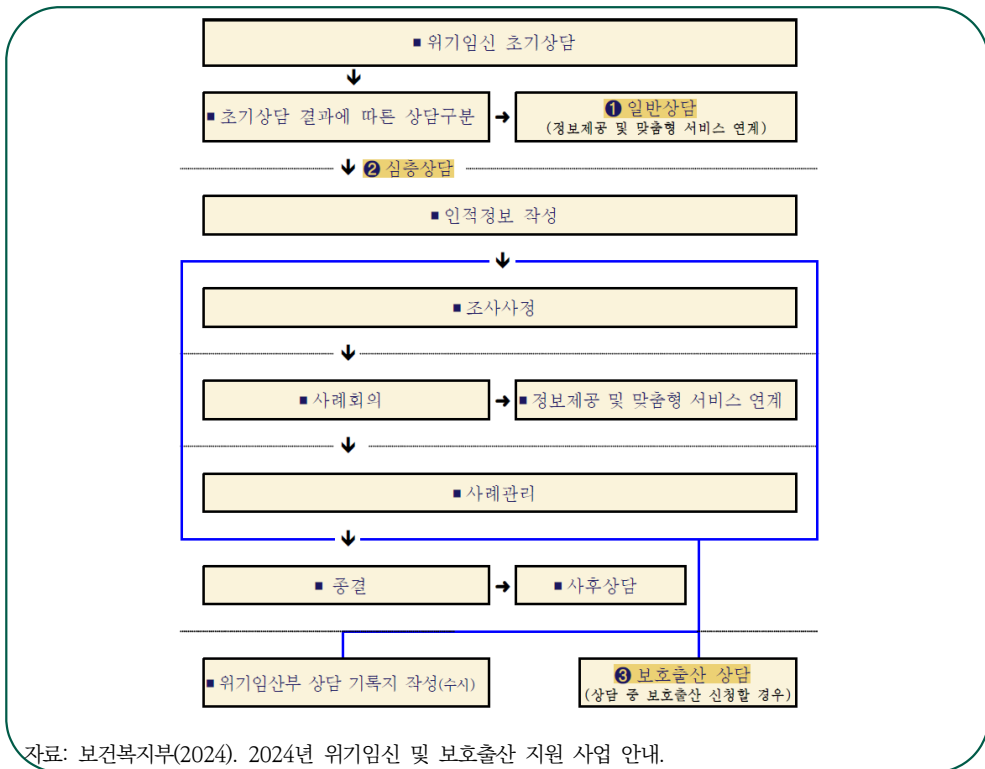 ■ 위기임신 초기상담
■ 초기상담 결과에 따른 상담구분
❶ 일반상담
(정보제공 및 맞춤형 서비스 연계)
❷ 심층상담
■ 인적정보 작성
■ 조사사정
■ 사례회의
■ 정보제공 및 맞춤형 서비스 연계
■ 사례관리
■ 종결
■ 사후상담
■ 위기임산부 상담 기록지 작성(수시)
❸ 보호출산 상담
(상담 중 보호출산 신청할 경우)
자료: 보건복지부(2024). 2024년 위기임신 및 보호출산 지원 사업 안내.